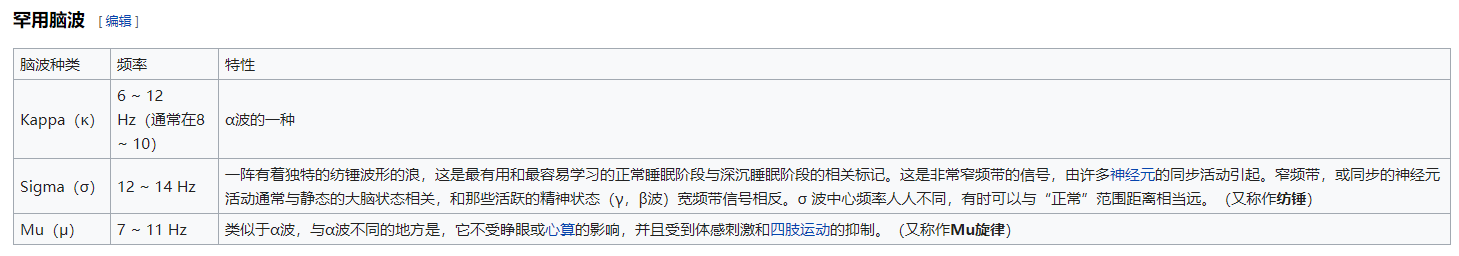 罕用脑波 [ 编辑 ]
脑波种类 频率 特性
Kappa（κ） 6 ~ 12 Hz（通常在8 ~ 10） α波的一种
Sigma（σ） 12 ~ 14 Hz 一阵有着独特的纺锤波形的浪，这是最有用和最容易学习的正常睡眠阶段与深沉睡眠阶段的相关标记。这是非常窄频带的信号，由许多神经元的同步活动引起。窄频带，或同步的神经元
活动通常与静态的大脑状态相关，和那些活跃的精神状态（γ，β波）宽频带信号相反。σ 波中心频率人人不同，有时可以与“正常”范围距离相当远。（又称作纺锤）
Mu（μ） 7 ~ 11 Hz 类似于α波，与α波不同的地方是，它不受睁眼或心算的影响，并且受到体感刺激和四肢运动的抑制。（又称作Mu旋律）